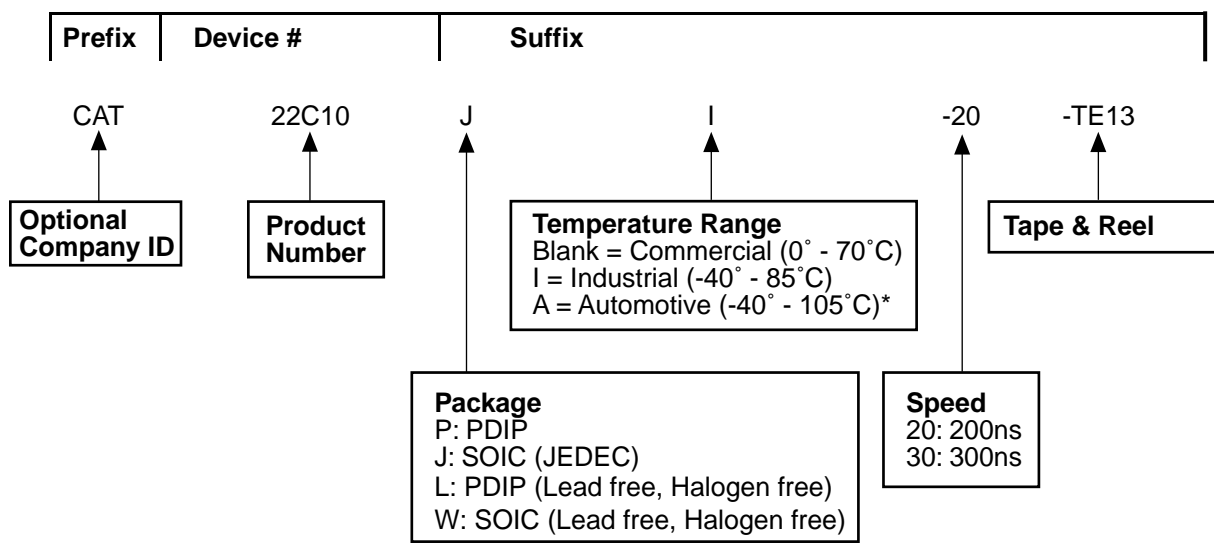 Prefix Device # Suffix
CAT 22C10 J I -20 -TE13
Optional
Company ID
Product
Number
Temperature Range
Blank = Commercial (0˚ - 70˚C)
I = Industrial (-40˚ - 85˚C)
A = Automotive (-40˚ - 105˚C)*
Tape & Reel
Package
P: PDIP
J: SOIC (JEDEC)
L: PDIP (Lead free, Halogen free)
W: SOIC (Lead free, Halogen free)
Speed
20: 200ns
30: 300ns